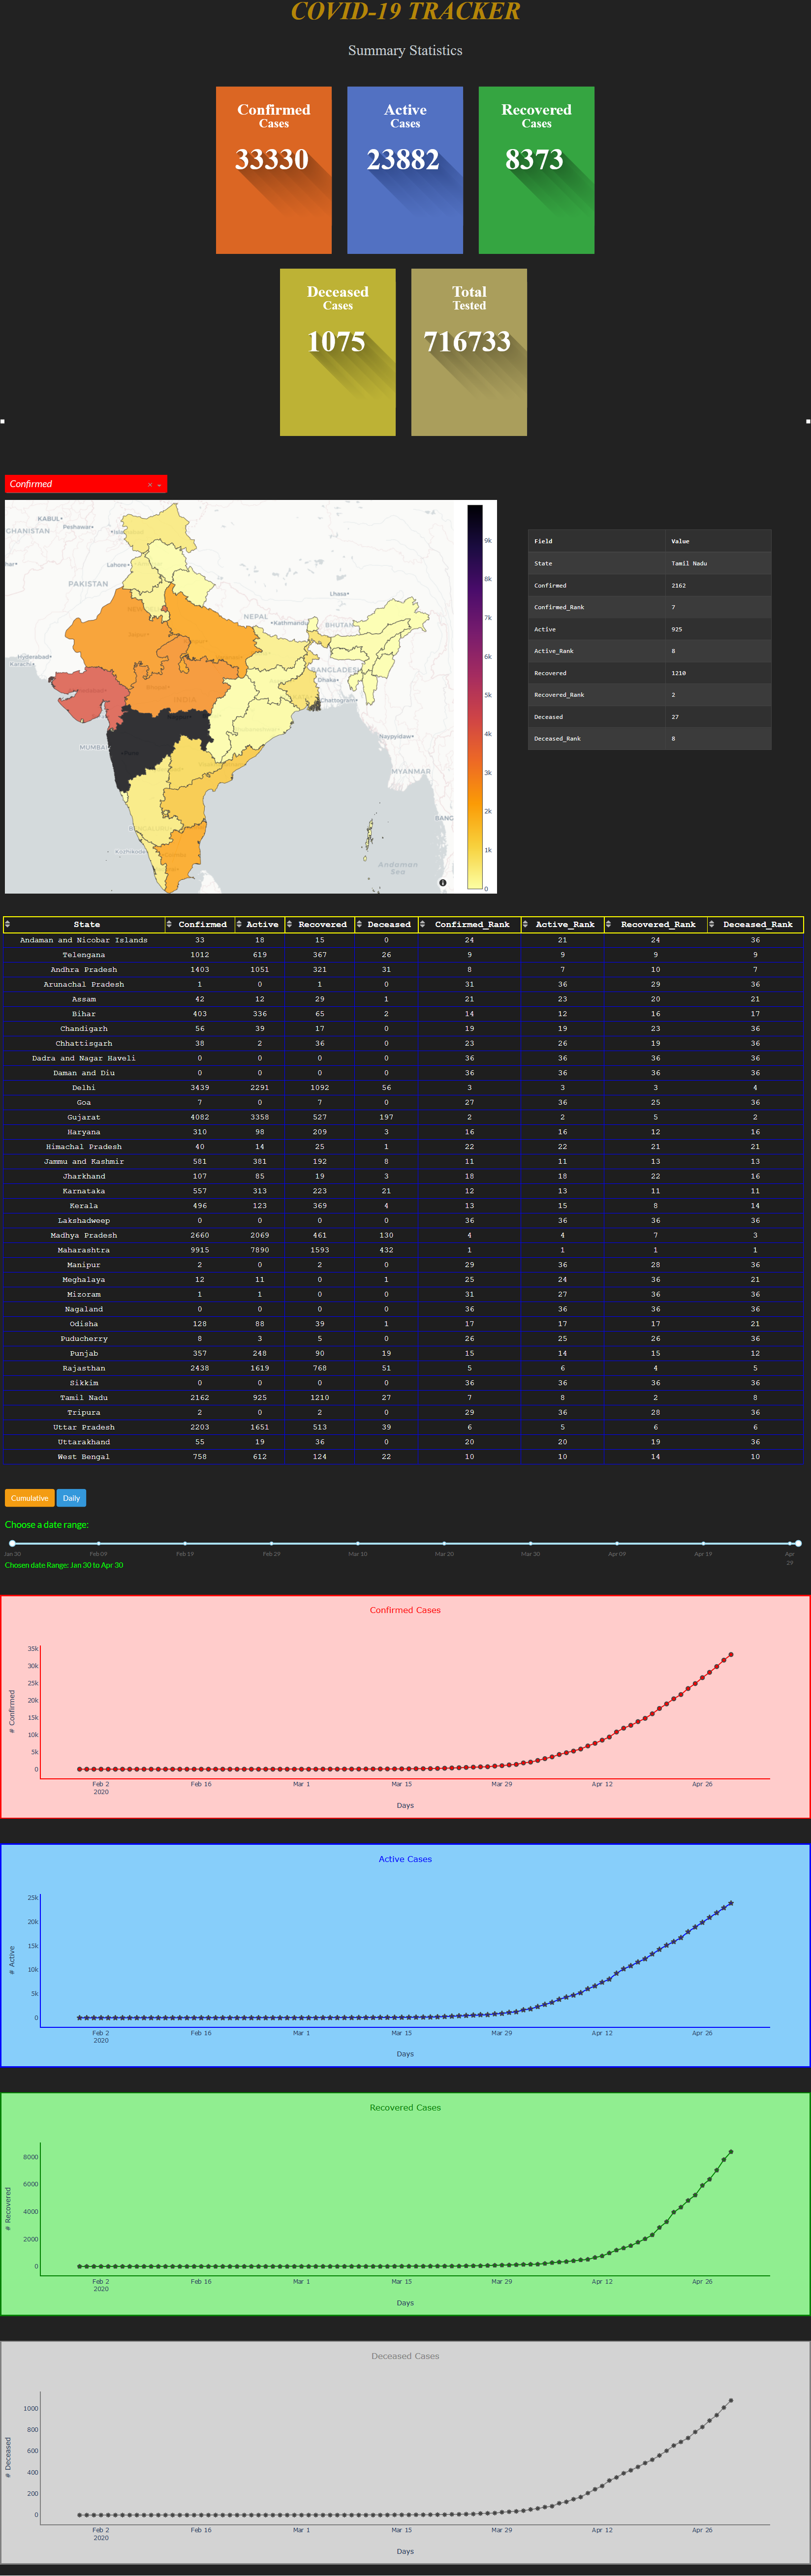 COVID-19 TRACKER
Summary Statistics
Confirmed
Cases
33330
Active
Cases
23882
Recovered
Cases
8373
Deceased
Cases
1075
Total
Tested
716733
Confirmed × 
KABUL
Peshawar
GHANISTAN
Lahore
PAKISTAN
Lhasa
NEPAL
Kathmandu
BHUTAN
Hyderabad
Karachi
BANGLADESH
Dhaka
Chattogram
MUMBAI
Naypyidaw
MYANMAR
RANG
Kozhikode
Andaman
Sea
9k
8k
7k
6k
5k
4k
3k
2k
1k
0
Field Value
State Tamil Nadu
Confirmed 2162
Confirmed_Rank 7
Active 925
Active_Rank 8
Recovered 1210
Recovered_Rank 2
Deceased 27
Deceased_Rank 8
State Confirmed Active Recovered Deceased Confirmed_Rank Active_Rank Recovered_Rank Deceased_Rank
Andaman and Nicobar Islands 33 18 15 0 24 21 24 36
Telengana 1012 619 367 26 9 9 9 9
Andhra Pradesh 1403 1051 321 31 8 7 10 7
Arunachal Pradesh 1 0 1 0 31 36 29 36
Assam 42 12 29 1 21 23 20 21
Bihar 403 336 65 2 14 12 16 17
Chandigarh 56 39 17 0 19 19 23 36
Chhattisgarh 38 2 36 0 23 26 19 36
Dadra and Nagar Haveli 0 0 0 0 36 36 36 36
Daman and Diu 0 0 0 0 36 36 36 36
Delhi 3439 2291 1092 56 3 3 3 4
Goa 7 0 7 0 27 36 25 36
Gujarat 4082 3358 527 197 2 2 5 2
Haryana 310 98 209 3 16 16 12 16
Himachal Pradesh 40 14 25 1 22 22 21 21
Jammu and Kashmir 581 381 192 8 11 11 13 13
Jharkhand 107 85 19 3 18 18 22 16
Karnataka 557 313 223 21 12 13 11 11
Kerala 496 123 369 4 13 15 8 14
Lakshadweep 0 0 0 0 36 36 36 36
Madhya Pradesh 2660 2069 461 130 4 4 7 3
Maharashtra 9915 7890 1593 432 1 1 1 1
Manipur 2 0 2 0 29 36 28 36
Meghalaya 12 11 0 1 25 24 36 21
Mizoram 1 1 0 0 31 27 36 36
Nagaland 0 0 0 0 36 36 36 36
Odisha 128 88 39 1 17 17 17 21
Puducherry 8 3 5 0 26 25 26 36
Punjab 357 248 90 19 15 14 15 12
Rajasthan 2438 1619 768 51 5 6 4 5
Sikkim 0 0 0 0 36 36 36 36
Tamil Nadu 2162 925 1210 27 7 8 2 8
Tripura 2 0 2 0 29 36 28 36
Uttar Pradesh 2203 1651 513 39 6 5 6 6
Uttarakhand 55 19 36 0 20 20 19 36
West Bengal 758 612 124 22 10 10 14 10
Cumulative Daily
Choose a date range:
Jan 30 Feb 09 Feb 19 Feb 29 Mar 10 Mar 20 Mar 30 Apr 09 Apr 19 Apr
29
Chosen date Range: Jan 30 to Apr 30
Confirmed Cases
35k
30k
25k
20k
15k
10k
5k
0
# Confirmed
Feb 2 Feb 16 Mar 1 Mar 15 Mar 29 Apr 12 Apr 26
2020
Days
Active Cases
25k
20k
15k
10k
5k
0
# Active
Feb 2 Feb 16 Mar 1 Mar 15 Mar 29 Apr 12 Apr 26
2020
Days
Recovered Cases
8000
6000
4000
2000
0
# Recovered
Feb 2 Feb 16 Mar 1 Mar 15 Mar 29 Apr 12 Apr 26
2020
Days
Deceased Cases
1000
800
600
400
200
0
# Deceased
Feb 2 Feb 16 Mar 1 Mar 15 Mar 29 Apr 12 Apr 26
2020
Days